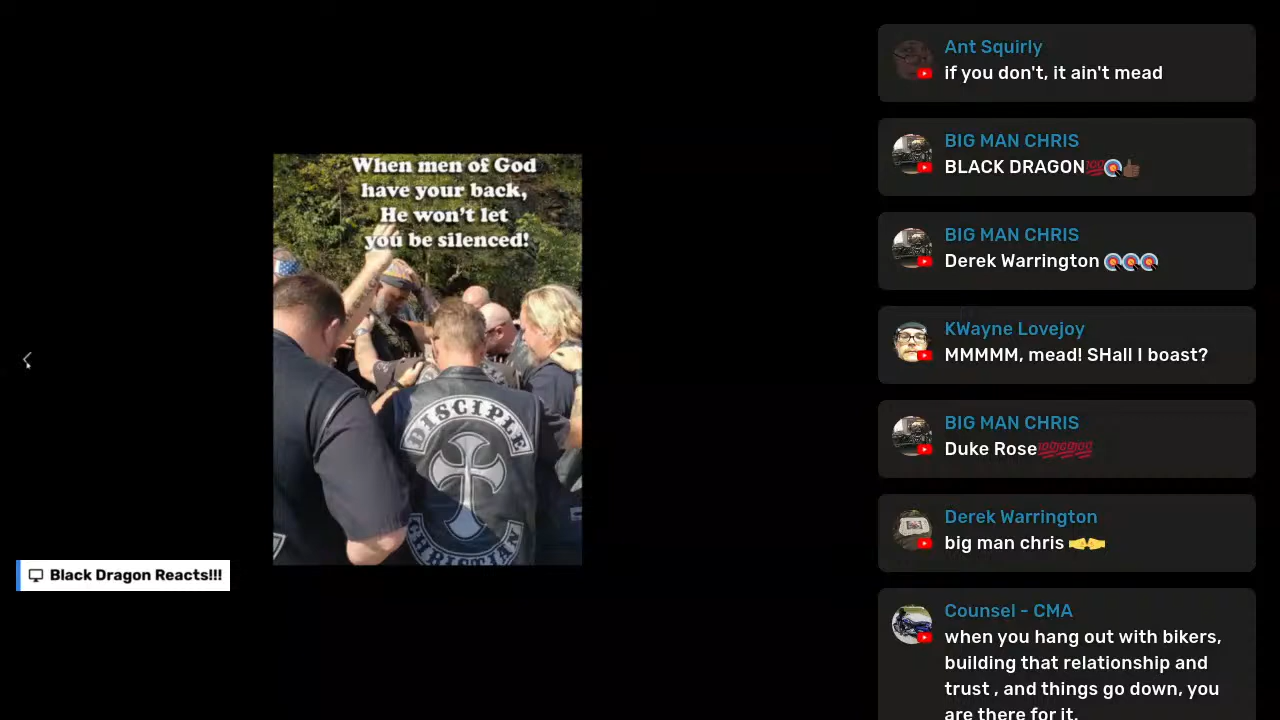 When men of God
have your back,
He won't let
you be silenced!
DISCIPLE
CHRISTIAN
Black Dragon Reacts!!!
Ant Squirly
if you don't, it ain't mead
BIG MAN CHRIS
BLACK DRAGON💯🎯👍🏾
BIG MAN CHRIS
Derek Warrington 🎯🎯🎯
KWayne Lovejoy
MMMMM, mead! SHall I boast?
BIG MAN CHRIS
Duke Rose💯💯💯
Derek Warrington
big man chris 🤜🤛
Counsel - CMA
when you hang out with bikers,
building that relationship and
trust , and things go down, you
are there for it.